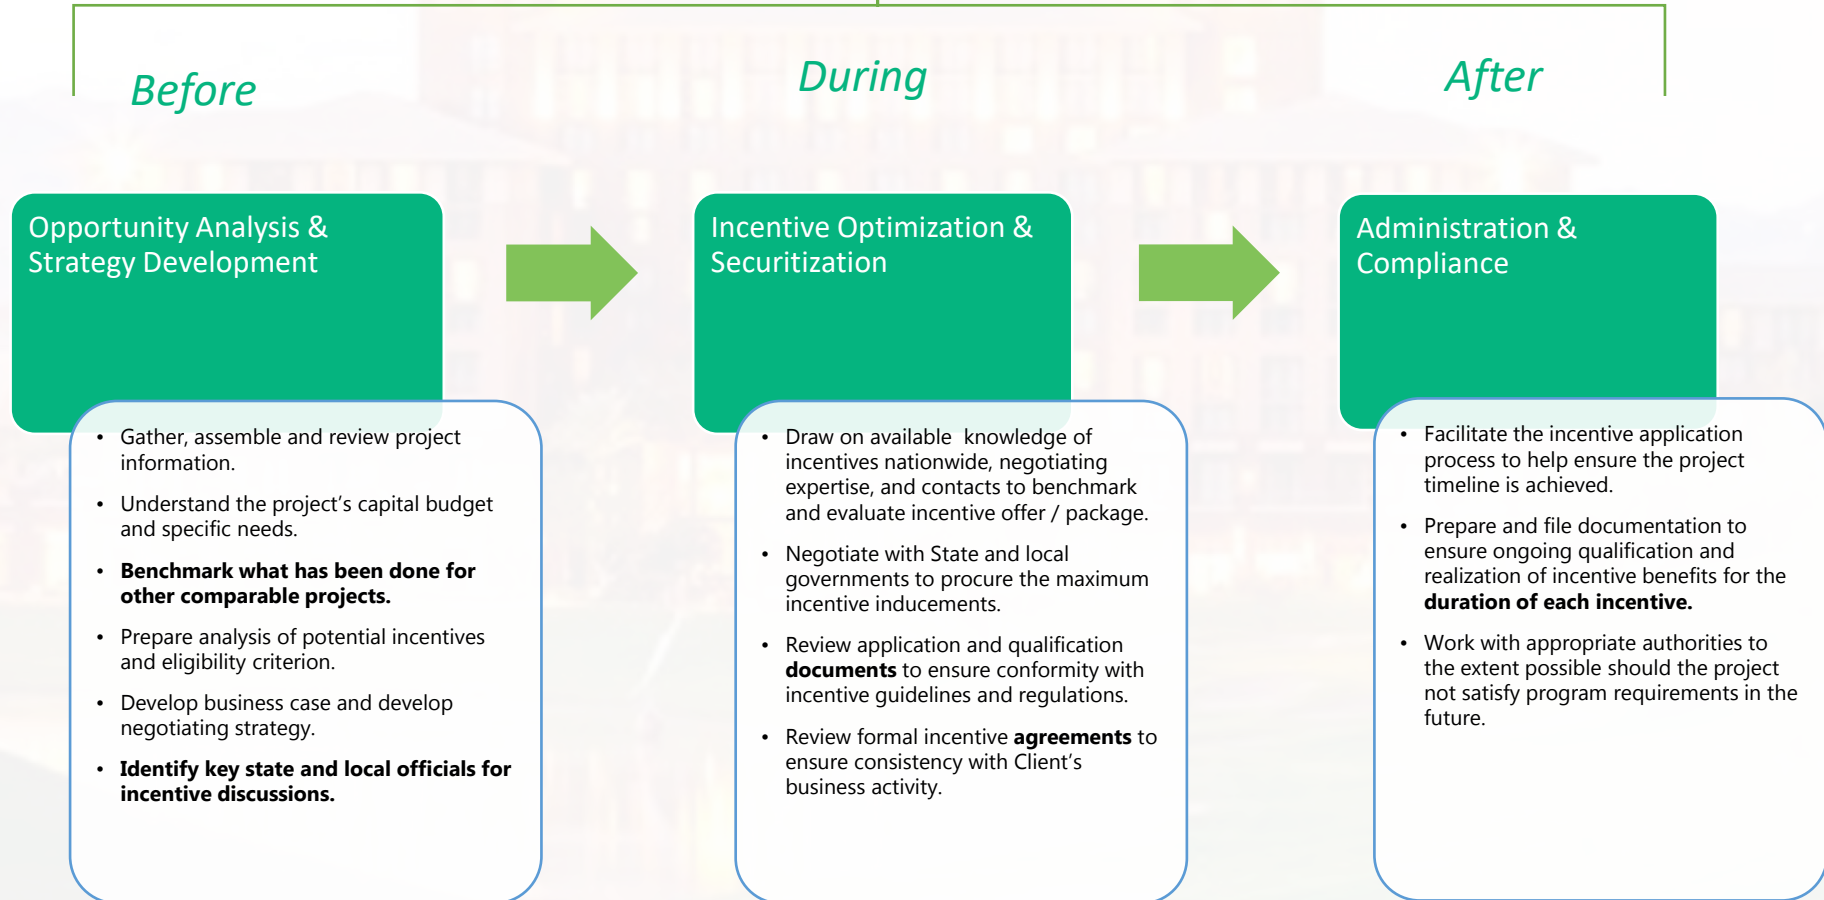 Before
During
After
Opportunity Analysis &
Strategy Development
• Gather, assemble and review project
information.
• Understand the project’s capital budget
and specific needs.
• Benchmark what has been done for
other comparable projects.
• Prepare analysis of potential incentives
and eligibility criterion.
• Develop business case and develop
negotiating strategy.
• Identify key state and local officials for
incentive discussions.
Incentive Optimization &
Securitization
• Draw on available  knowledge of
incentives nationwide, negotiating
expertise, and contacts to benchmark
and evaluate incentive offer / package.
• Negotiate with State and local
governments to procure the maximum
incentive inducements.
• Review application and qualification
documents to ensure conformity with
incentive guidelines and regulations.
• Review formal incentive agreements to
ensure consistency with Client’s
business activity.
Administration &
Compliance
• Facilitate the incentive application
process to help ensure the project
timeline is achieved.
• Prepare and file documentation to
ensure ongoing qualification and
realization of incentive benefits for the
duration of each incentive.
• Work with appropriate authorities to
the extent possible should the project
not satisfy program requirements in the
future.